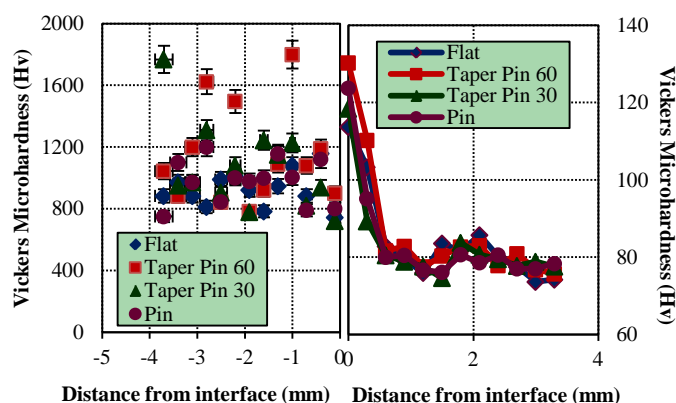 2000
1600
1200
800
400
0
Vickers Microhardness (Hv)
Flat
Taper Pin 60
Taper Pin 30
Pin
-5 -4 -3 -2 -1 0
Distance from interface (mm)
Flat
Taper Pin 60
Taper Pin 30
Pin
140
120
100
80
60
Vickers Microhardness (Hv)
2 4
Distance from interface (mm)